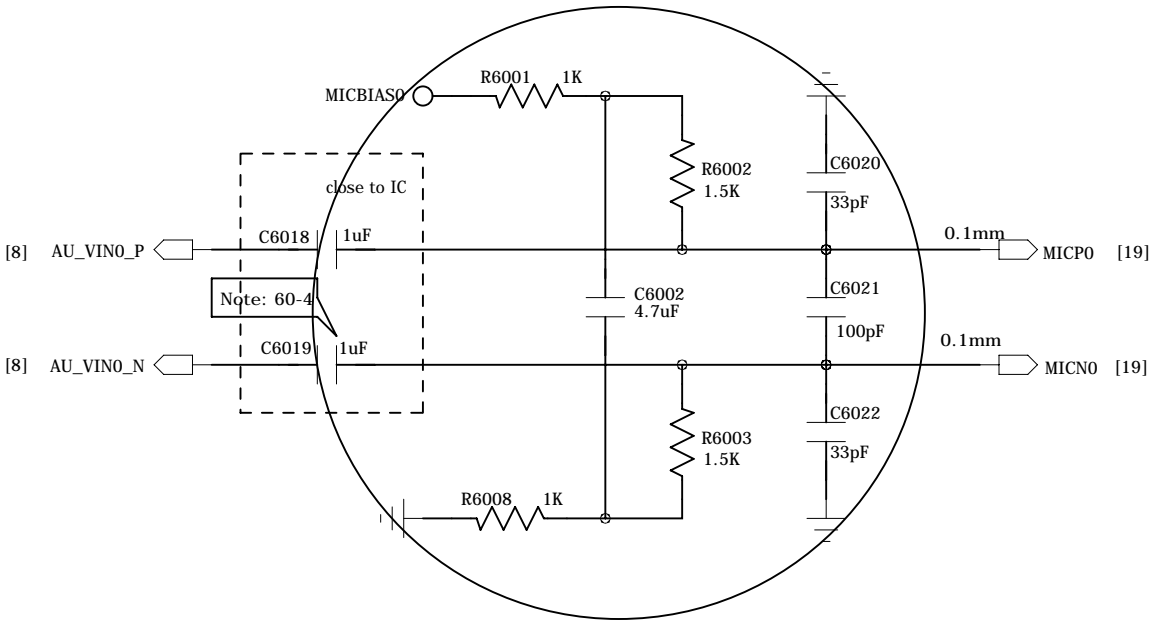 R6001 1K
MICBIAS0
R6002
1.5K
C6020
33pF
close to IC
C6018 1uF
0.1mm
[8] AU_VIN0_P
MICP0 [19]
Note: 60-4
C6002
4.7uF
C6021
100pF
C6019 1uF
0.1mm
[8] AU_VIN0_N
MICN0 [19]
R6003
1.5K
C6022
33pF
R6008 1K